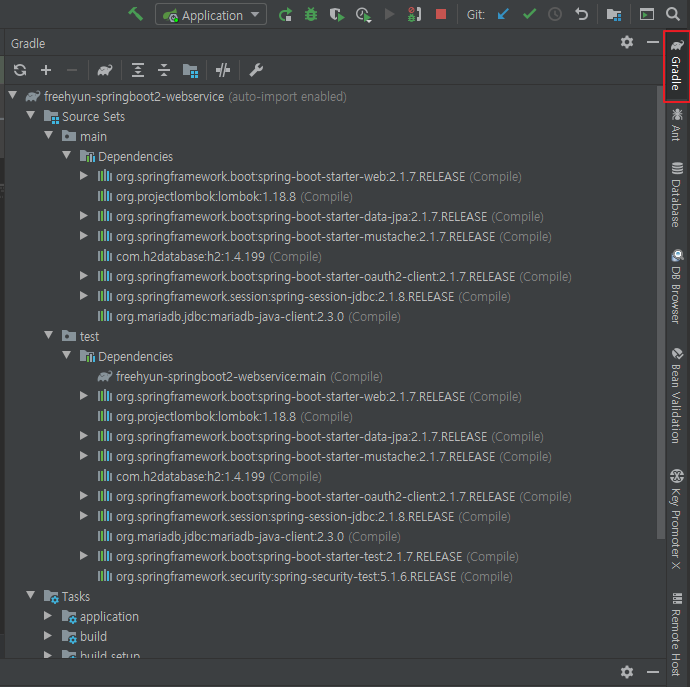 Application
Git:
Gradle
freehyun-springboot2-webservice (auto-import enabled)
Source Sets
main
Dependencies
org.springframework.boot:spring-boot-starter-web:2.1.7.RELEASE (Compile)
org.projectlombok:lombok:1.18.8 (Compile)
org.springframework.boot:spring-boot-starter-data-jpa:2.1.7.RELEASE (Compile)
org.springframework.boot:spring-boot-starter-mustache:2.1.7.RELEASE (Compile)
com.h2database:h2:1.4.199 (Compile)
org.springframework.boot:spring-boot-starter-oauth2-client:2.1.7.RELEASE (Compile)
org.springframework.session:spring-session-jdbc:2.1.8.RELEASE (Compile)
org.mariadb.jdbc:mariadb-java-client:2.3.0 (Compile)
test
Dependencies
freehyun-springboot2-webservice:main (Compile)
org.springframework.boot:spring-boot-starter-web:2.1.7.RELEASE (Compile)
org.projectlombok:lombok:1.18.8 (Compile)
org.springframework.boot:spring-boot-starter-data-jpa:2.1.7.RELEASE (Compile)
org.springframework.boot:spring-boot-starter-mustache:2.1.7.RELEASE (Compile)
com.h2database:h2:1.4.199 (Compile)
org.springframework.boot:spring-boot-starter-oauth2-client:2.1.7.RELEASE (Compile)
org.springframework.session:spring-session-jdbc:2.1.8.RELEASE (Compile)
org.mariadb.jdbc:mariadb-java-client:2.3.0 (Compile)
org.springframework.boot:spring-boot-starter-test:2.1.7.RELEASE (Compile)
org.springframework.security:spring-security-test:5.1.6.RELEASE (Compile)
Tasks
application
build
build setup
Gradle
Ant
Database
DB Browser
Bean Validation
Key Promoter X
Remote Host